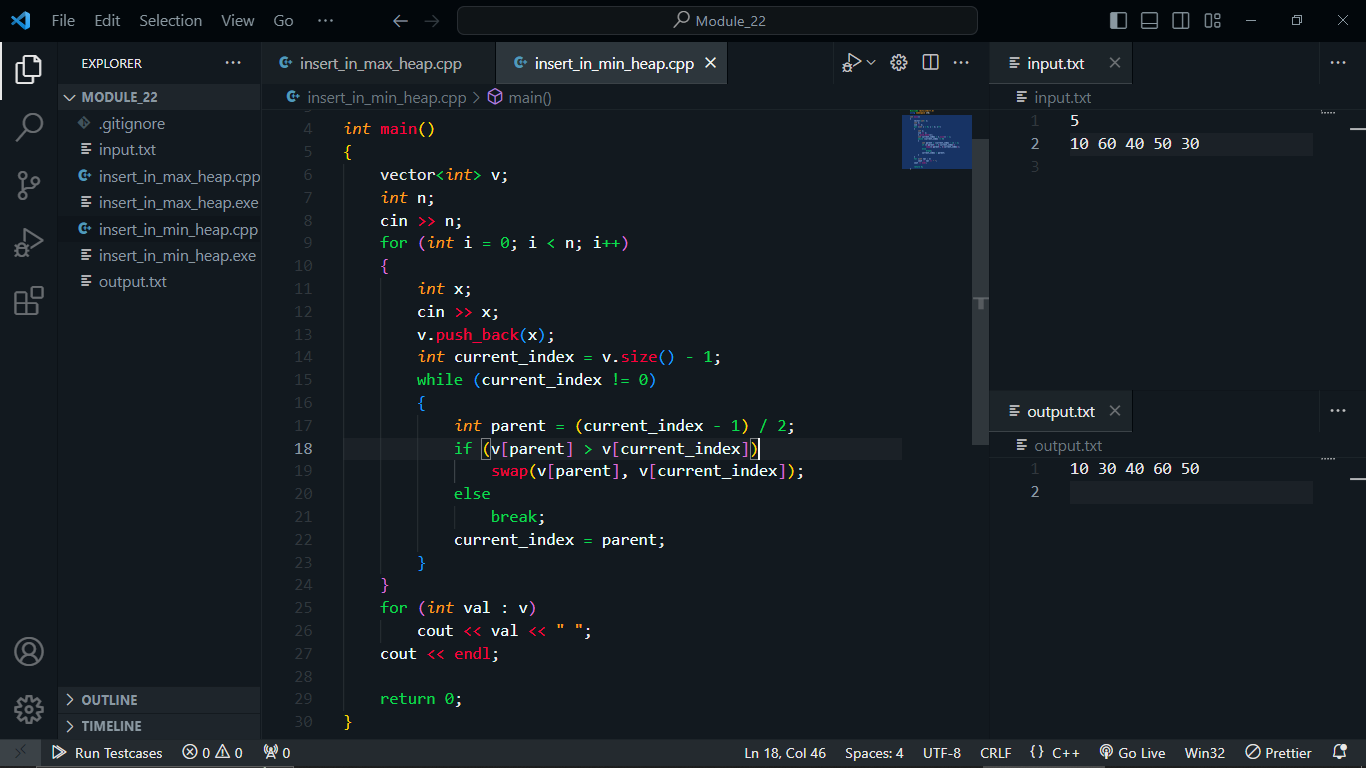 File Edit Selection View Go ··· Module_22
EXPLORER ···
MODULE_22
.gitignore
input.txt
insert_in_max_heap.cpp
insert_in_max_heap.exe
insert_in_min_heap.cpp
insert_in_min_heap.exe
output.txt
OUTLINE
TIMELINE
insert_in_max_heap.cpp insert_in_min_heap.cpp
insert_in_min_heap.cpp > main()
4 int main()
5 {
6 vector<int> v;
7 int n;
8 cin >> n;
9 for (int i = 0; i < n; i++)
10 {
11 int x;
12 cin >> x;
13 v.push_back(x);
14 int current_index = v.size() - 1;
15 while (current_index != 0)
16 {
17 int parent = (current_index - 1) / 2;
18 if (v[parent] > v[current_index])
19 swap(v[parent], v[current_index]);
20 else
21 break;
22 current_index = parent;
23 }
24 }
25 for (int val : v)
26 cout << val << " ";
27 cout << endl;
28
29 return 0;
30 }
input.txt ···
input.txt
1 5
2 10 60 40 50 30
3
output.txt ···
output.txt
1 10 30 40 60 50
2
Run Testcases 0 0 0 Ln 18, Col 46 Spaces: 4 UTF-8 CRLF {} C++ Go Live Win32 Prettier